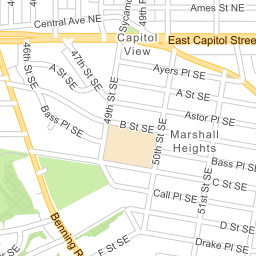 Ames St NE
Sycamo
49th
Central Ave NE
Capitol
View
East Capitol Stree
46th St SE
47th St SE
49th St SE
Ayers Pl SE
A St SE
A St SE
Bass Pl SE
B St SE
Astor Pl SE
Marshall
Heights
50th St SE
Bass Pl S
C St SE
Call Pl SE
51st St SE
Benning R
D St SE
F St SE
Drake Pl SE